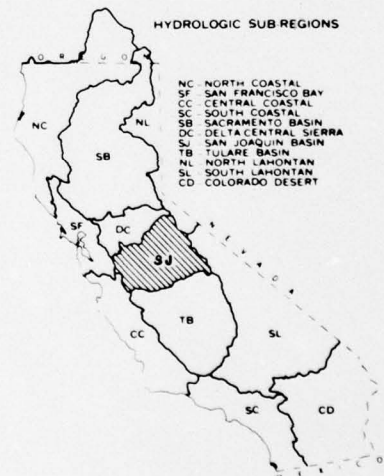 HYDROLOGIC SUB-REGIONS
O R E G O
NC NORTH COASTAL
SF SAN FRANCISCO BAY
CC CENTRAL COASTAL
SC SOUTH COASTAL
SB SACRAMENTO BASIN
DC DELTA CENTRAL SIERRA
SJ SAN JOAQUIN BASIN
TB TULARE BASIN
NL NORTH LAHONTAN
SL SOUTH LAHONTAN
CD COLORADO DESERT
NC
NL
SB
SF
DC
N E V A D A
SJ
CC
TB
SL
SC
CD